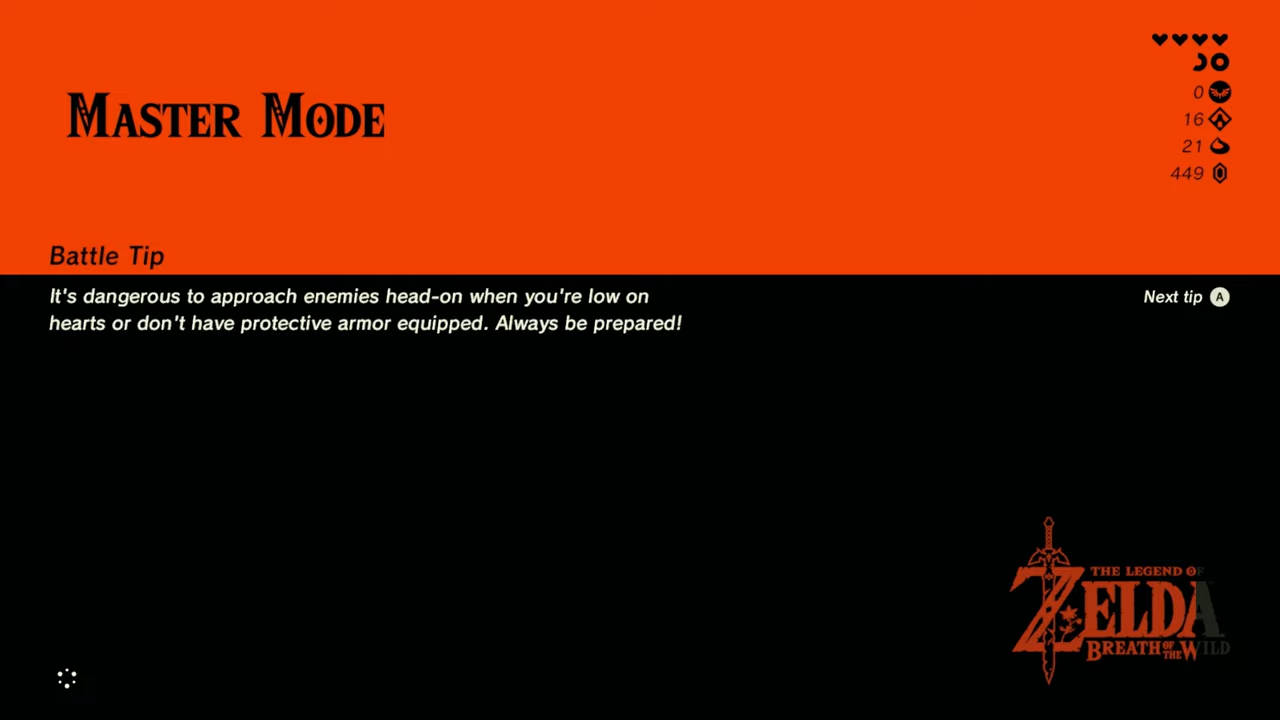 Master Mode
0
16
21
449
Battle Tip
It's dangerous to approach enemies head-on when you're low on
hearts or don't have protective armor equipped. Always be prepared!
Next tip A
THE LEGEND OF
ZELDA
BREATH OF THE WILD